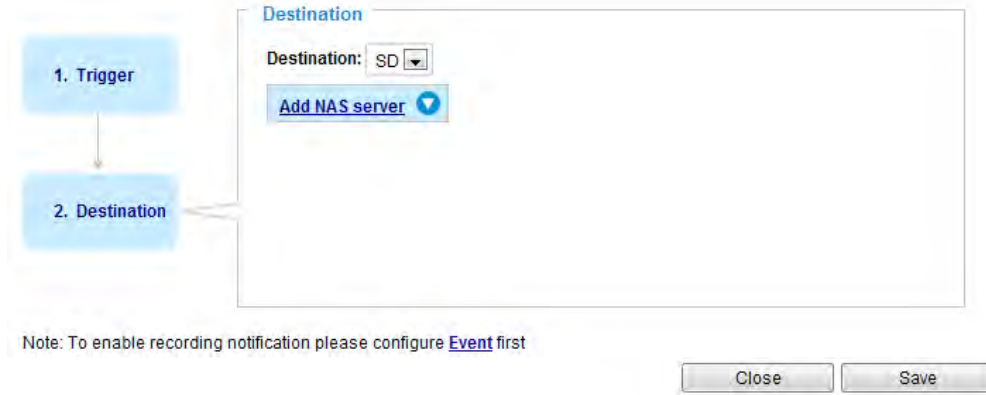 Destination
Destination: SD
1. Trigger
Add NAS server
2. Destination
Note: To enable recording notification please configure Event first
Close
Save